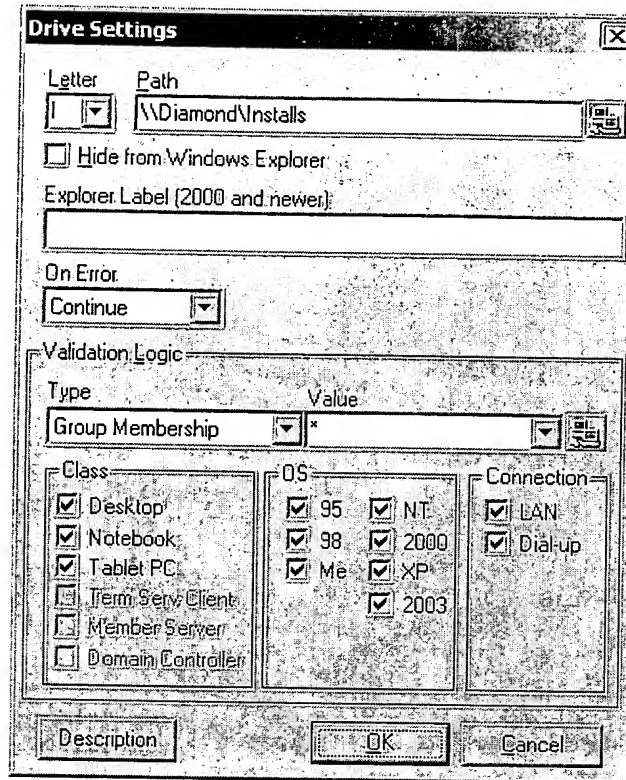 Drive Settings
Letter Path
I \\Diamond\Installs
Hide from Windows Explorer
Explorer Label (2000 and newer)
On Error
Continue
Validation Logic
Type Value
Group Membership *
Class OS Connection
Desktop 95 NT LAN
Notebook 98 2000 Dial-up
Tablet PC Me XP
Term Serv Client 2003
Member Server
Domain Controller
Description OK Cancel